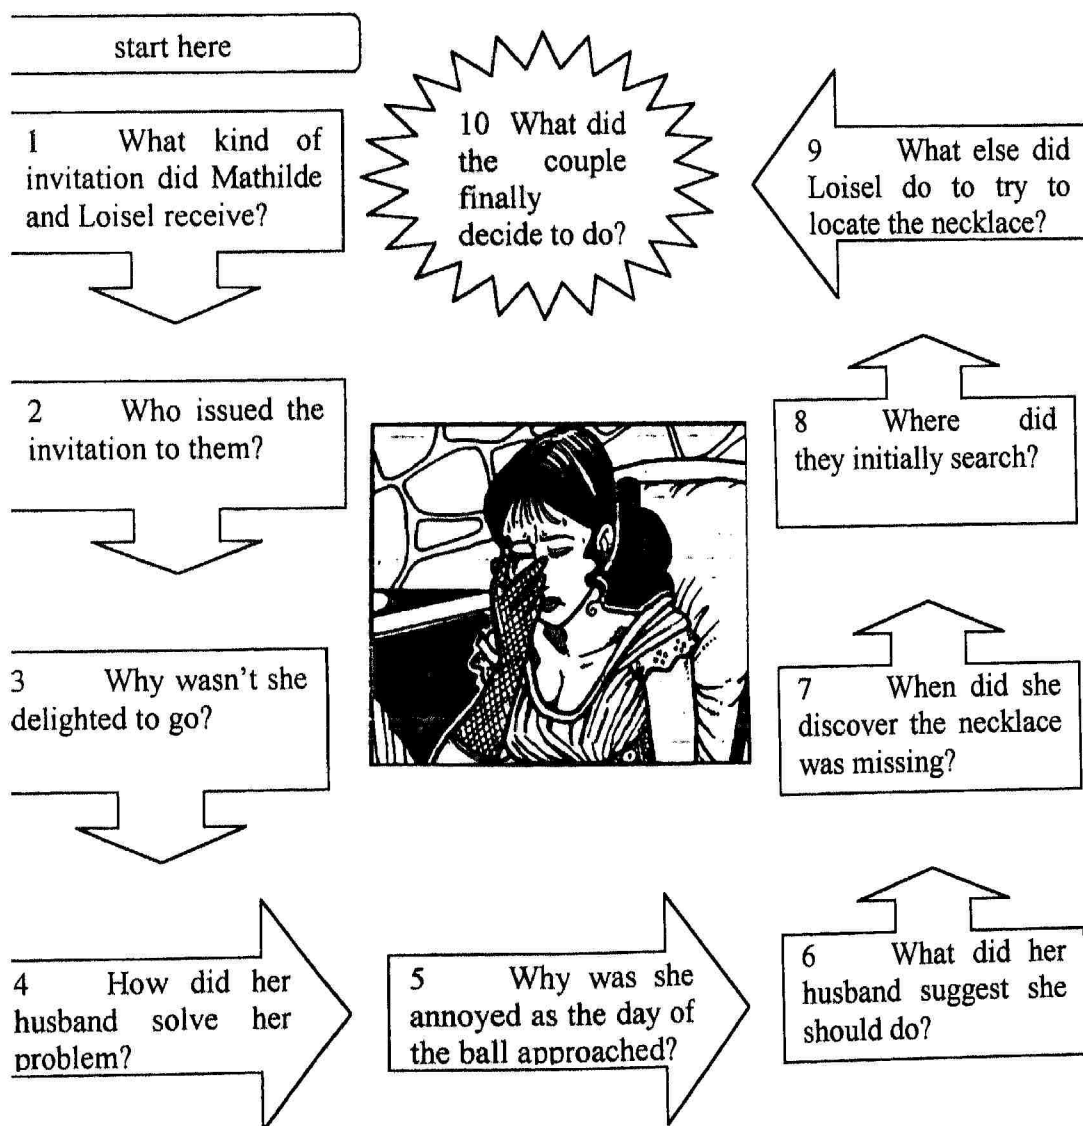 start here
1 What kind of
invitation did Mathilde
and Loisel receive?
2 Who issued the
invitation to them?
3 Why wasn't she
delighted to go?
4 How did her
husband solve her
problem?
5 Why was she
annoyed as the day of
the ball approached?
6 What did her
husband suggest she
should do?
7 When did she
discover the necklace
was missing?
8 Where did
they initially search?
9 What else did
Loisel do to try to
locate the necklace?
10 What did
the couple
finally
decide to do?